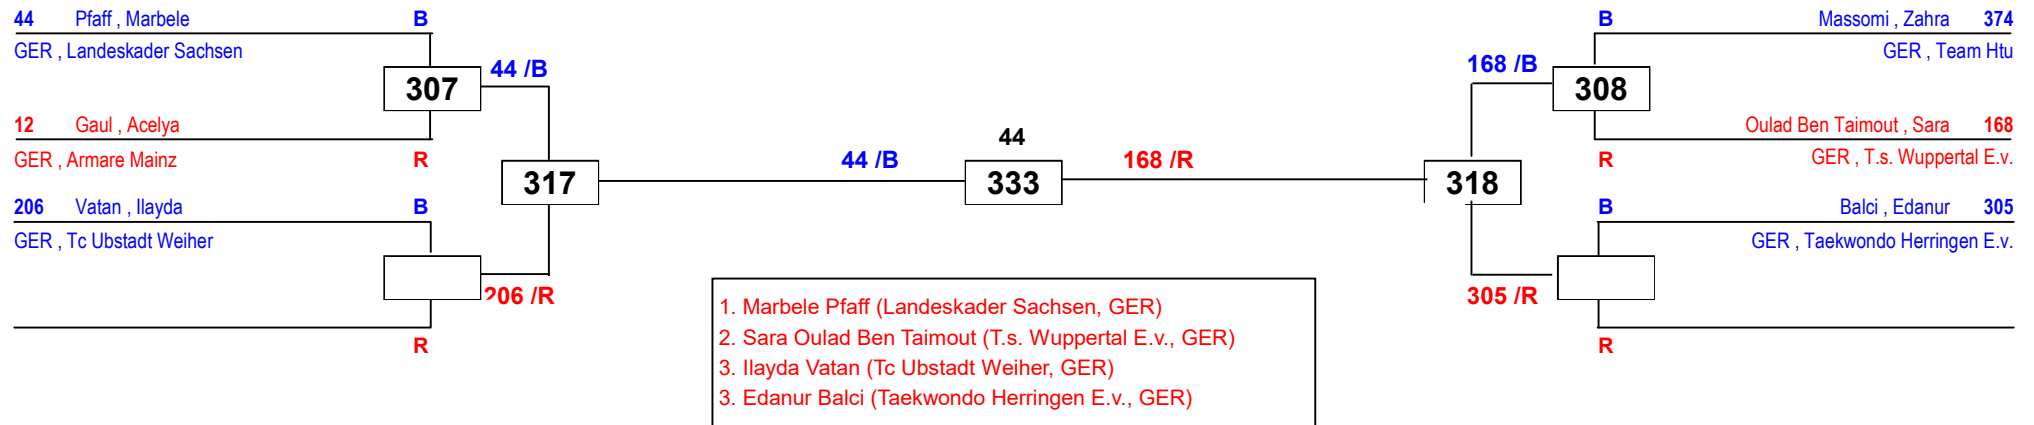 44 Pfaff , Marbele B
GER , Landeskader Sachsen
307
44 /B
12 Gaul , Acelya
GER , Armare Mainz R
317
206 Vatan , Ilayda B
GER , Tc Ubstadt Weiher
206 /R
R
44 /B
44
333
168 /R
B Massomi , Zahra 374
GER , Team Htu
168 /B
308
Oulad Ben Taimout , Sara 168
R GER , T.s. Wuppertal E.v.
318
B Balci , Edanur 305
GER , Taekwondo Herringen E.v.
305 /R
R
1. Marbele Pfaff (Landeskader Sachsen, GER)
2. Sara Oulad Ben Taimout (T.s. Wuppertal E.v., GER)
3. Ilayda Vatan (Tc Ubstadt Weiher, GER)
3. Edanur Balci (Taekwondo Herringen E.v., GER)